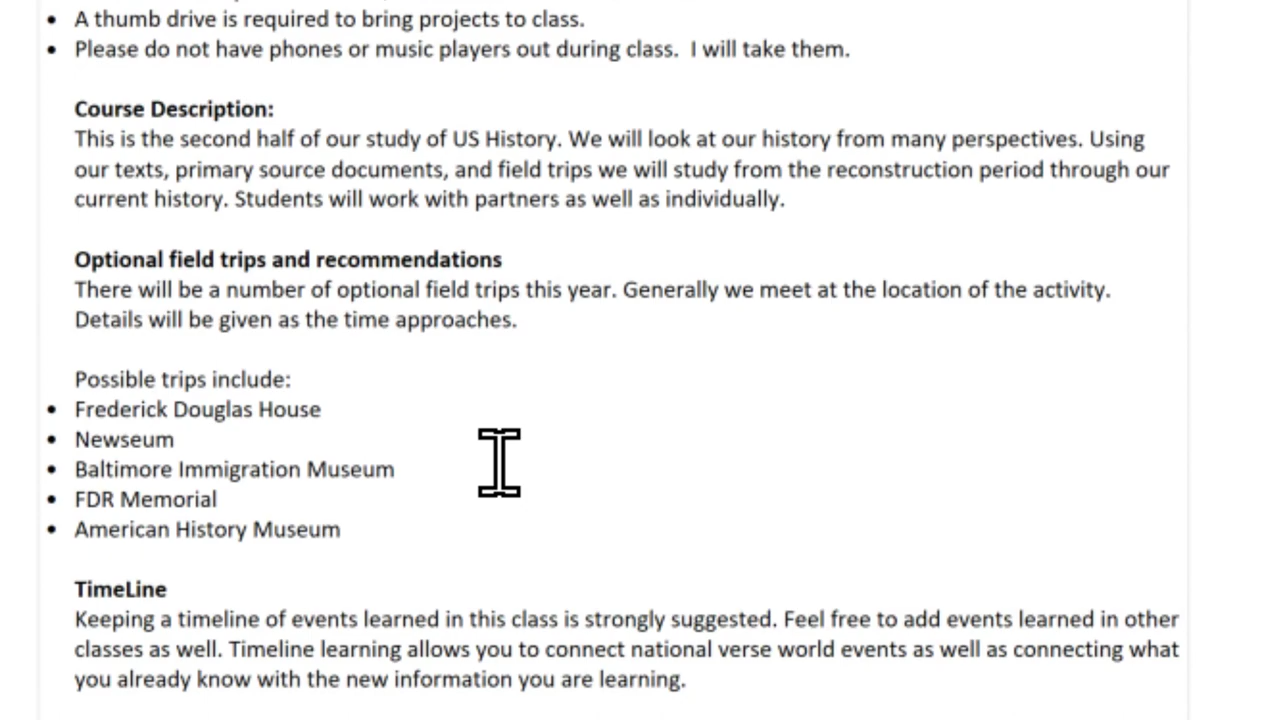 • A thumb drive is required to bring projects to class.
• Please do not have phones or music players out during class.  I will take them.
Course Description:
This is the second half of our study of US History. We will look at our history from many perspectives. Using
our texts, primary source documents, and field trips we will study from the reconstruction period through our
current history. Students will work with partners as well as individually.
Optional field trips and recommendations
There will be a number of optional field trips this year. Generally we meet at the location of the activity.
Details will be given as the time approaches.
Possible trips include:
• Frederick Douglas House
• Newseum
• Baltimore Immigration Museum
• FDR Memorial
• American History Museum
TimeLine
Keeping a timeline of events learned in this class is strongly suggested. Feel free to add events learned in other
classes as well. Timeline learning allows you to connect national verse world events as well as connecting what
you already know with the new information you are learning.